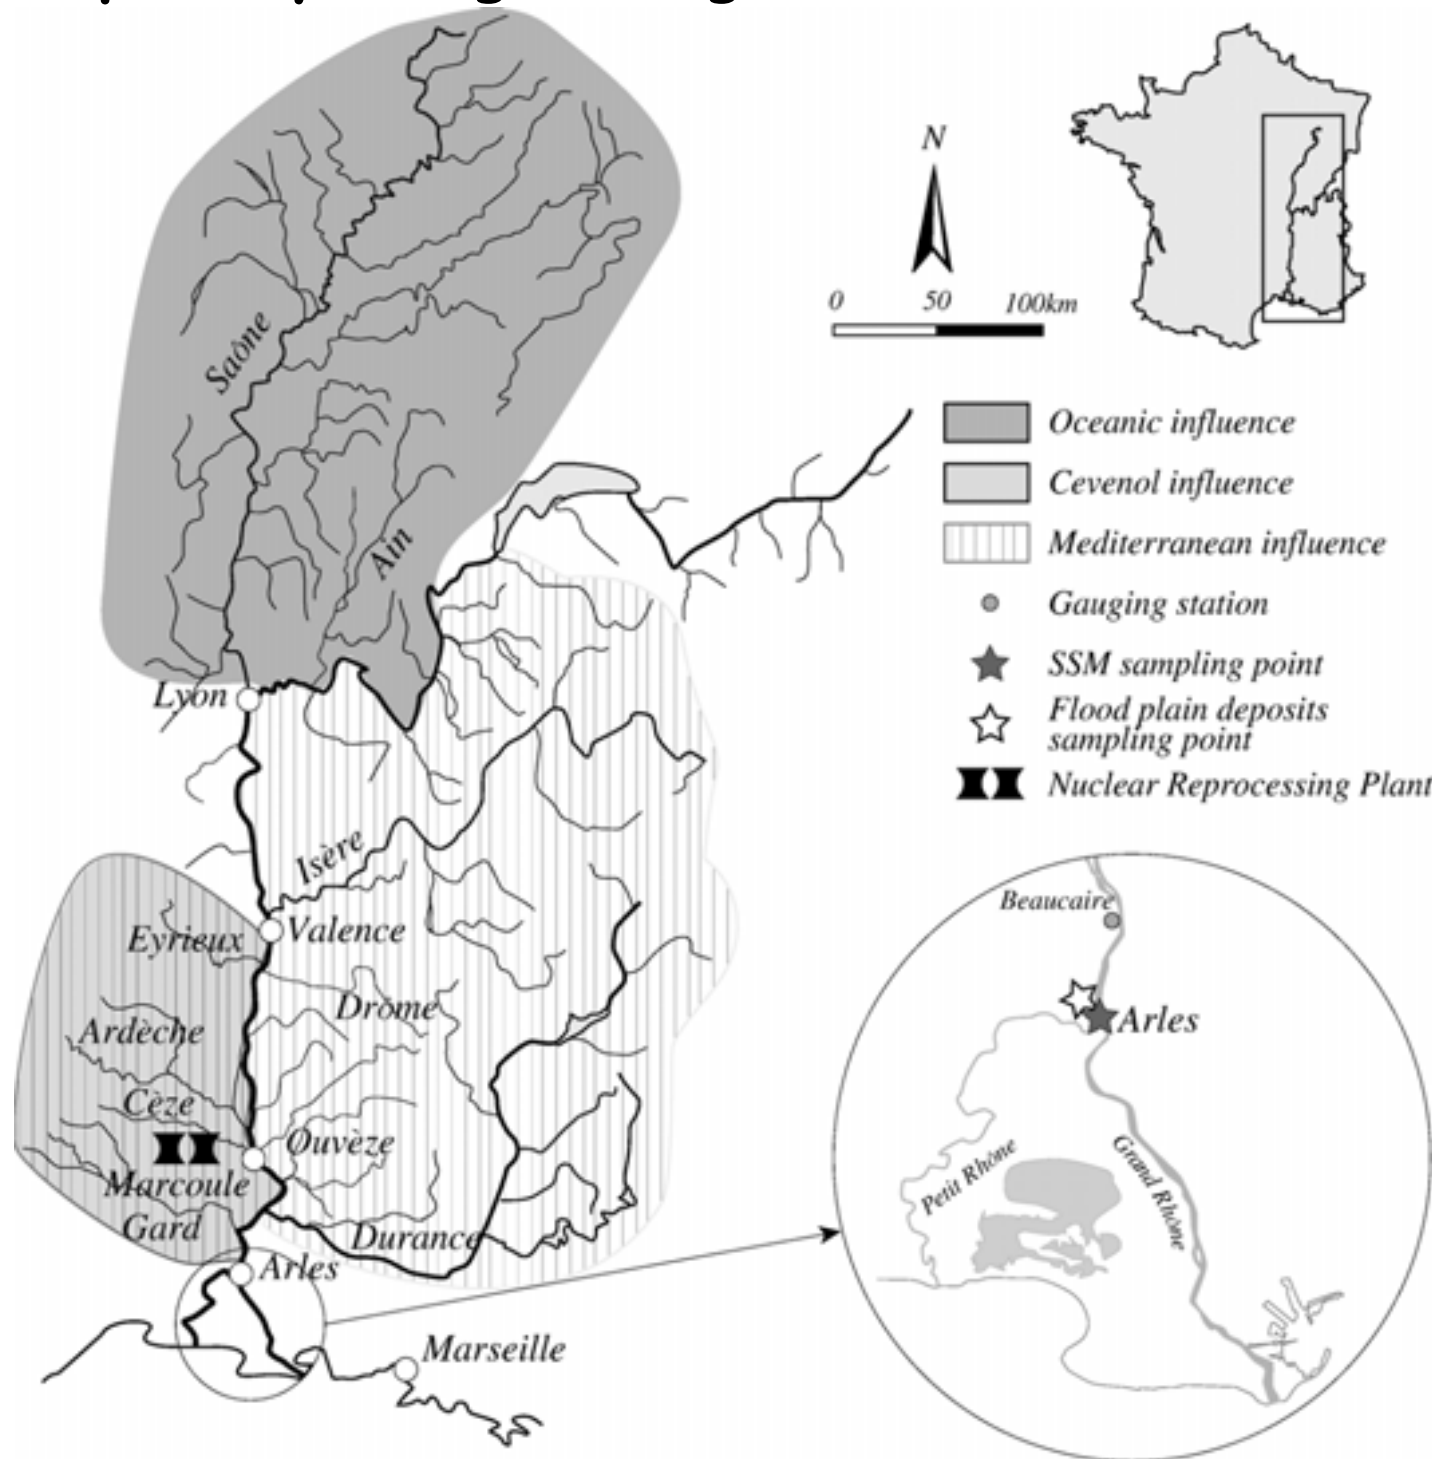 N
0 50 100km
Saône
Ain
Oceanic influence
Cevenol influence
Mediterranean influence
Gauging station
SSM sampling point
Flood plain deposits
sampling point
Nuclear Reprocessing Plant
Lyon
Isère
Eyrieux
Valence
Drôme
Ardèche
Cèze
Ouvèze
Marcoule
Gard
Durance
Arles
Marseille
Beaucaire
Arles
Petit Rhône
Grand Rhône